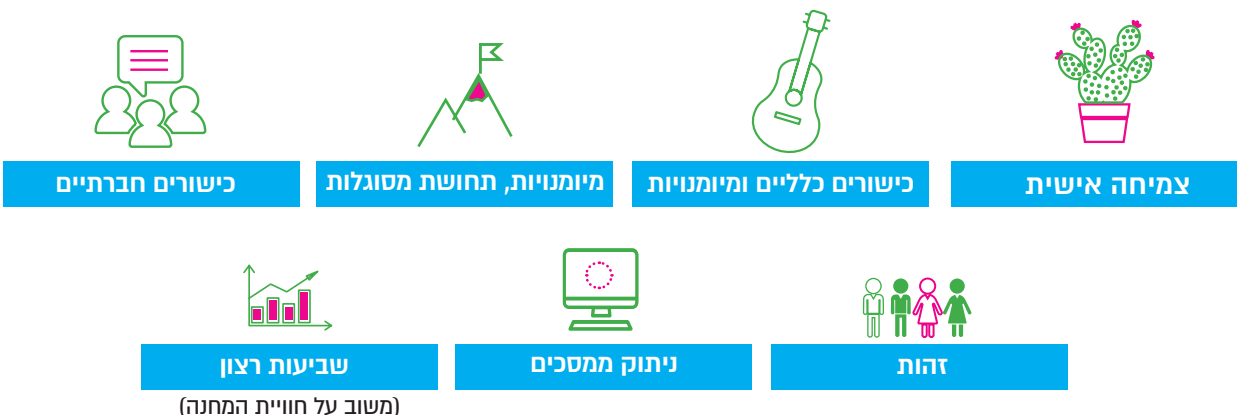 צמיחה אישית
כישורים כלליים ומיומנויות
מיומנויות, תחושת מסוגלות
כישורים חברתיים
זהות
ניתוק ממסכים
שביעות רצון
(משוב על חוויית המחנה)